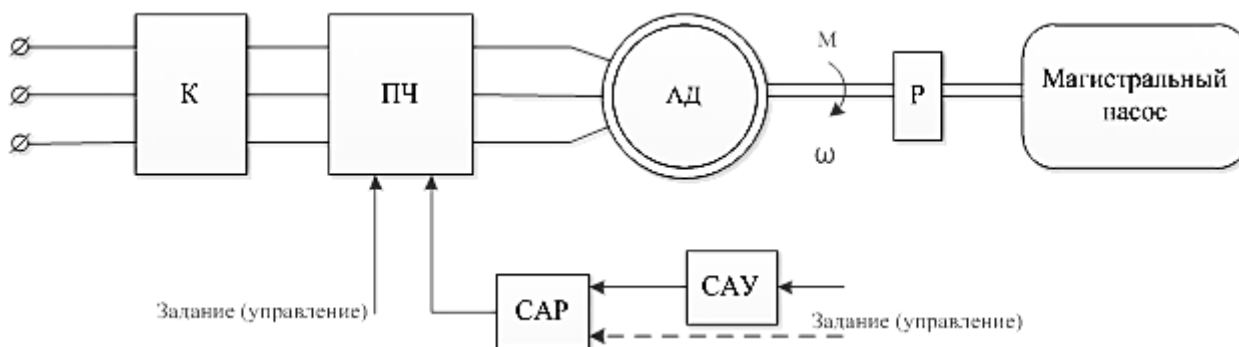 К
ПЧ
АД
М
ω
Р
Магистральный
насос
САР
САУ
Задание (управление)
Задание (управление)